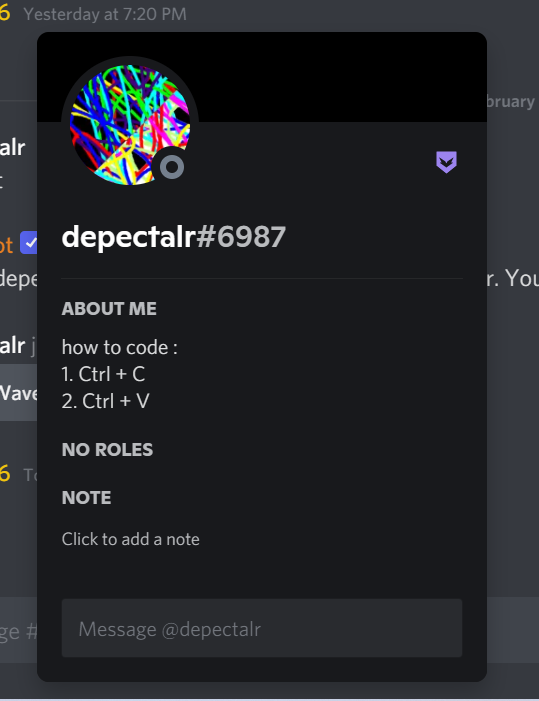 6 Yesterday at 7:20 PM
bruary
alr
depectalr#6987
ot
depe
r. You
ABOUT ME
how to code :
alr j
1. Ctrl + C
Wave
2. Ctrl + V
NO ROLES
6 To
NOTE
Click to add a note
ge #
Message @depectalr